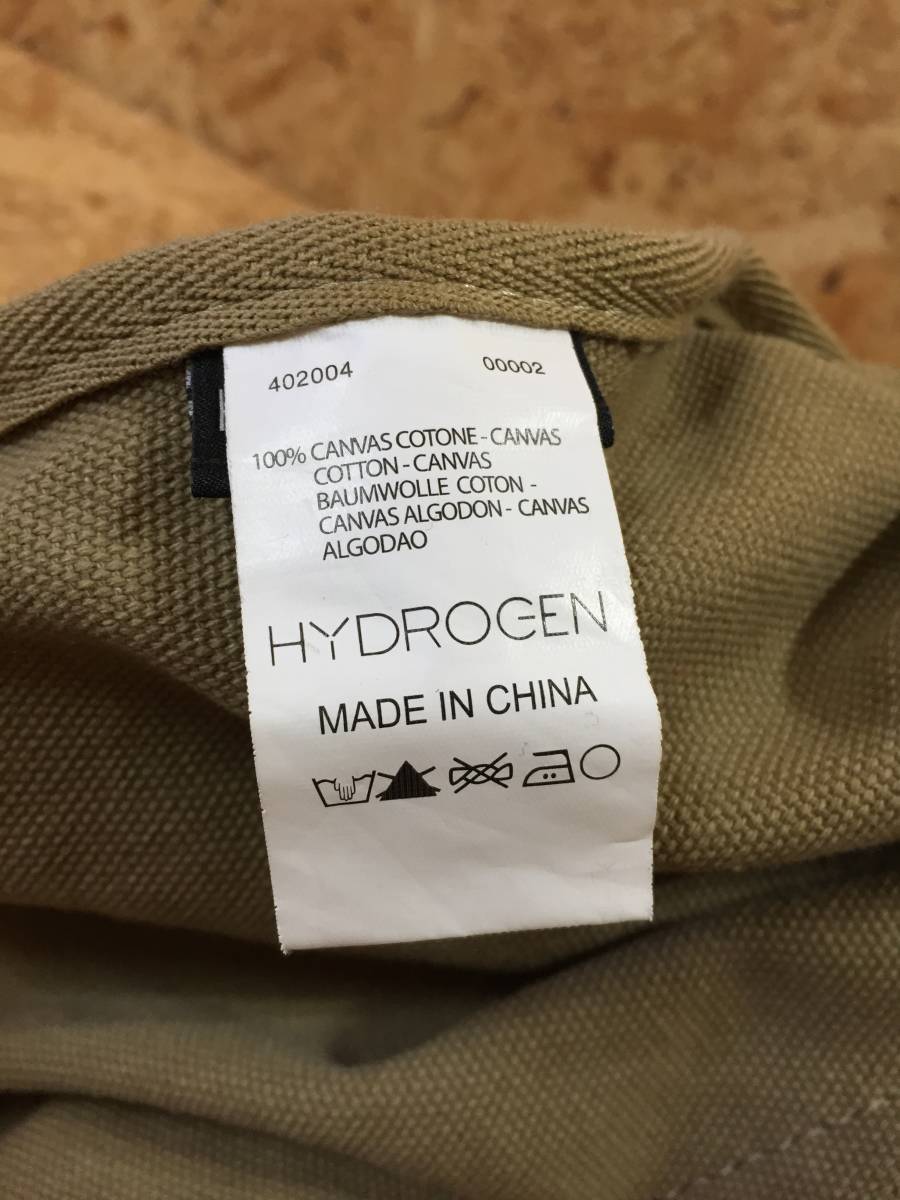 402004 00002
100% CANVAS COTONE - CANVAS
COTTON - CANVAS
BAUMWOLLE COTON -
CANVAS ALGODON - CANVAS
ALGODAO
HYDROGEN
MADE IN CHINA